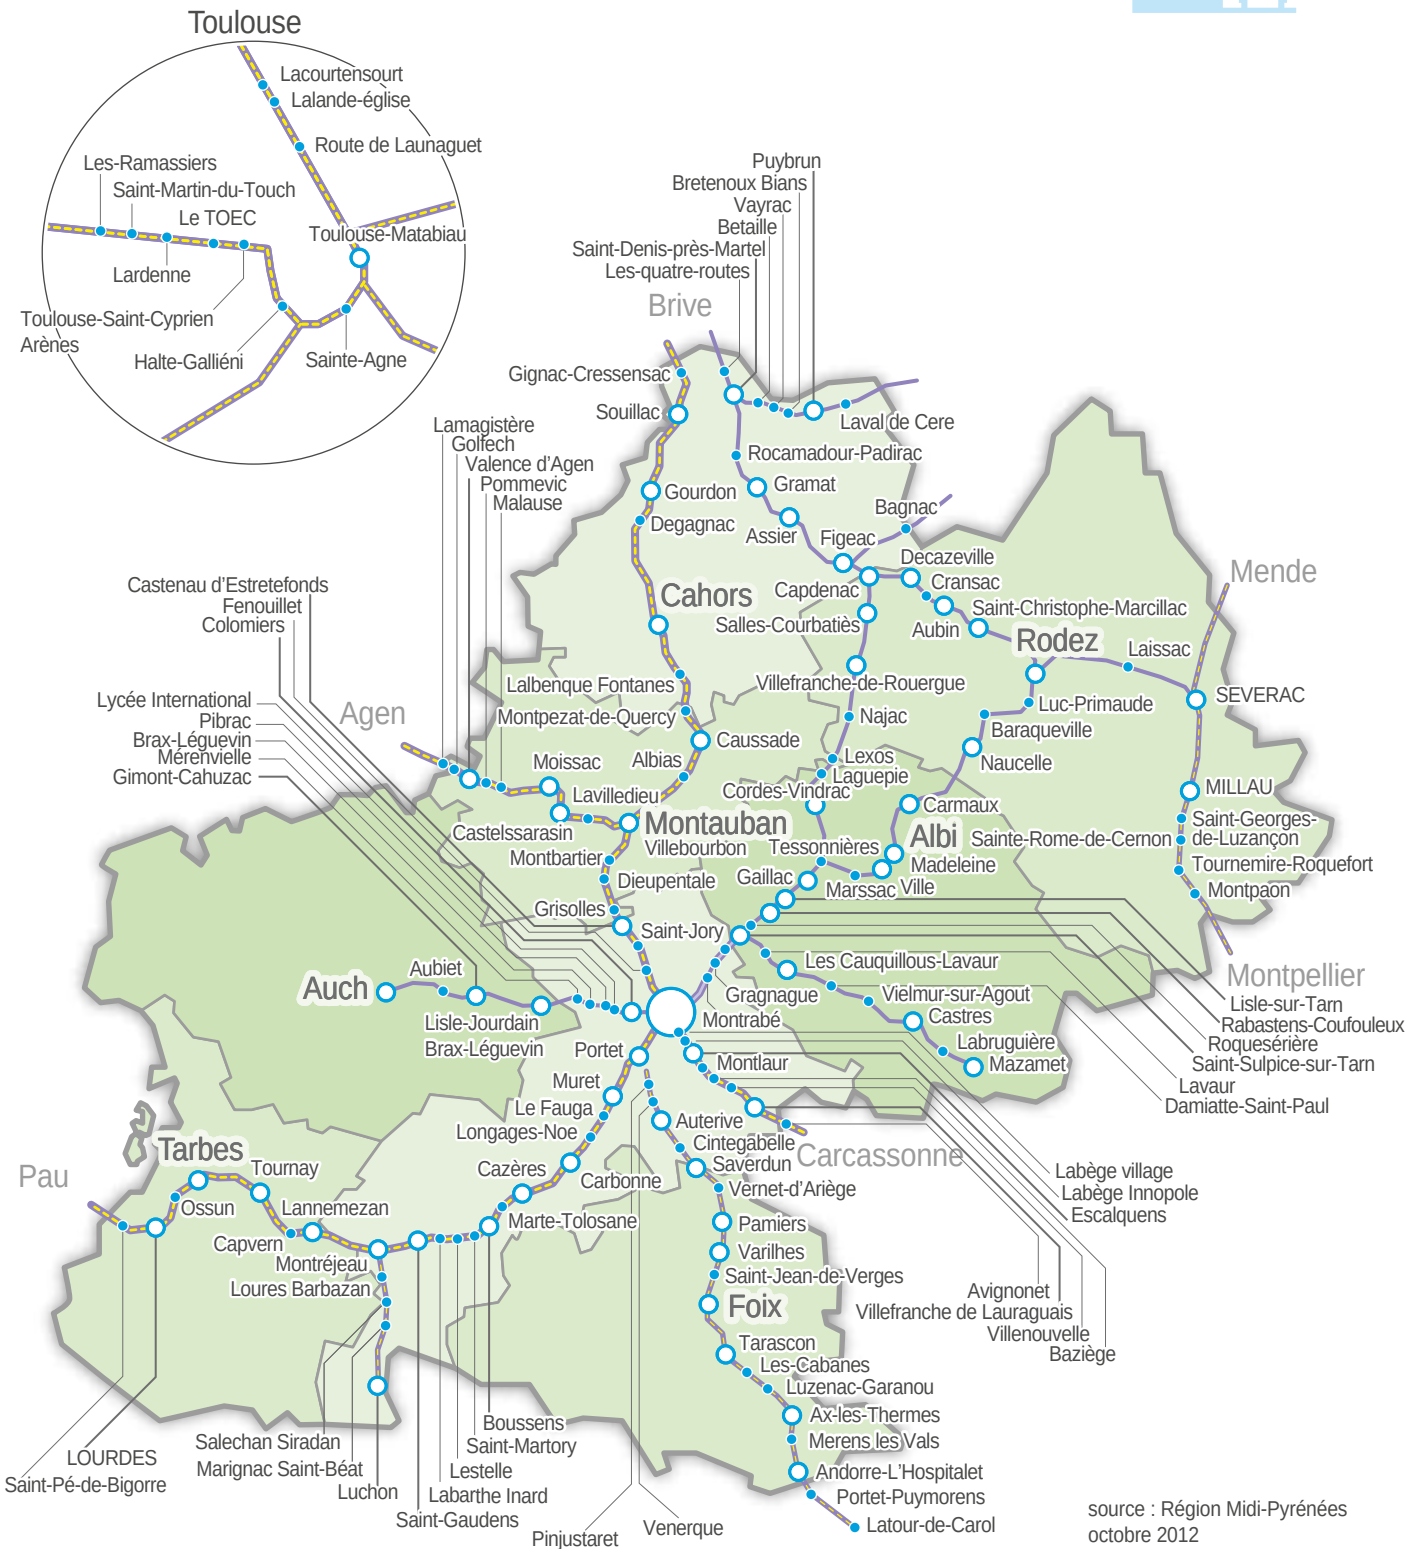 Toulouse
Lacourtensourt
Lalande-église
Route de Launaguet
Les-Ramassiers
Saint-Martin-du-Touch
Le TOEC
Toulouse-Matabiau
Lardenne
Toulouse-Saint-Cyprien
Arènes
Halte-Galliéni
Sainte-Agne
Puybrun
Bretenoux Bians
Vayrac
Betaille
Saint-Denis-près-Martel
Les-quatre-routes
Brive
Gignac-Cressensac
Souillac
Laval de Cere
Lamagistère
Golfech
Valence d'Agen
Pommevic
Malause
Rocamadour-Padirac
Gramat
Gourdon
Degagnac
Assier
Bagnac
Figeac
Decazeville
Capdenac
Cransac
Mende
Castenau d'Estretefonds
Fenouillet
Colomiers
Cahors
Saint-Christophe-Marcillac
Salles-Courbatiès
Aubin
Rodez
Laissac
Lalbenque Fontanes
Villefranche-de-Rouergue
SEVERAC
Lycée International
Pibrac
Brax-Léguevin
Mérenvielle
Gimont-Cahuzac
Agen
Montpezat-de-Quercy
Najac
Luc-Primaude
Baraqueville
Caussade
Moissac
Albias
Lexos
Laguepie
Naucelle
Lavilledieu
Cordes-Vindrac
MILLAU
Carmaux
Castelssarasin
Montauban
Villebourbon
Albi
Saint-Georges-
de-Luzançon
Sainte-Rome-de-Cernon
Tessonnières
Montbartier
Madeleine
Tournemire-Roquefort
Dieupentale
Gaillac
Marssac Ville
Montpaon
Grisolles
Saint-Jory
Les Cauquillous-Lavaur
Montpellier
Auch
Aubiet
Gragnague
Vielmur-sur-Agout
Lisle-sur-Tarn
Montrabé
Castres
Rabastens-Coufouleux
Lisle-Jourdain
Labruguière
Roquesérière
Brax-Léguevin
Portet
Montlaur
Mazamet
Saint-Sulpice-sur-Tarn
Lavaur
Damiatte-Saint-Paul
Muret
Le Fauga
Longages-Noe
Auterive
Cintegabelle
Carcassonne
Tarbes
Saverdun
Pau
Tournay
Cazères
Carbonne
Vernet-d'Ariège
Labège village
Labège Innopole
Escalquens
Ossun
Lannemezan
Marte-Tolosane
Pamiers
Capvern
Montréjeau
Varilhes
Loures Barbazan
Saint-Jean-de-Verges
Foix
Avignonet
Villefranche de Lauraguais
Villenouvelle
Baziège
Tarascon
Les-Cabanes
Luzenac-Garanou
Ax-les-Thermes
Merens les Vals
Boussens
Saint-Martory
Salechan Siradan
Marignac Saint-Béat
LOURDES
Saint-Pé-de-Bigorre
Lestelle
Luchon
Labarthe Inard
Saint-Gaudens
Andorre-L'Hospitalet
Portet-Puymorens
Latour-de-Carol
Pinjustaret
Venerque
source : Région Midi-Pyrénées
octobre 2012